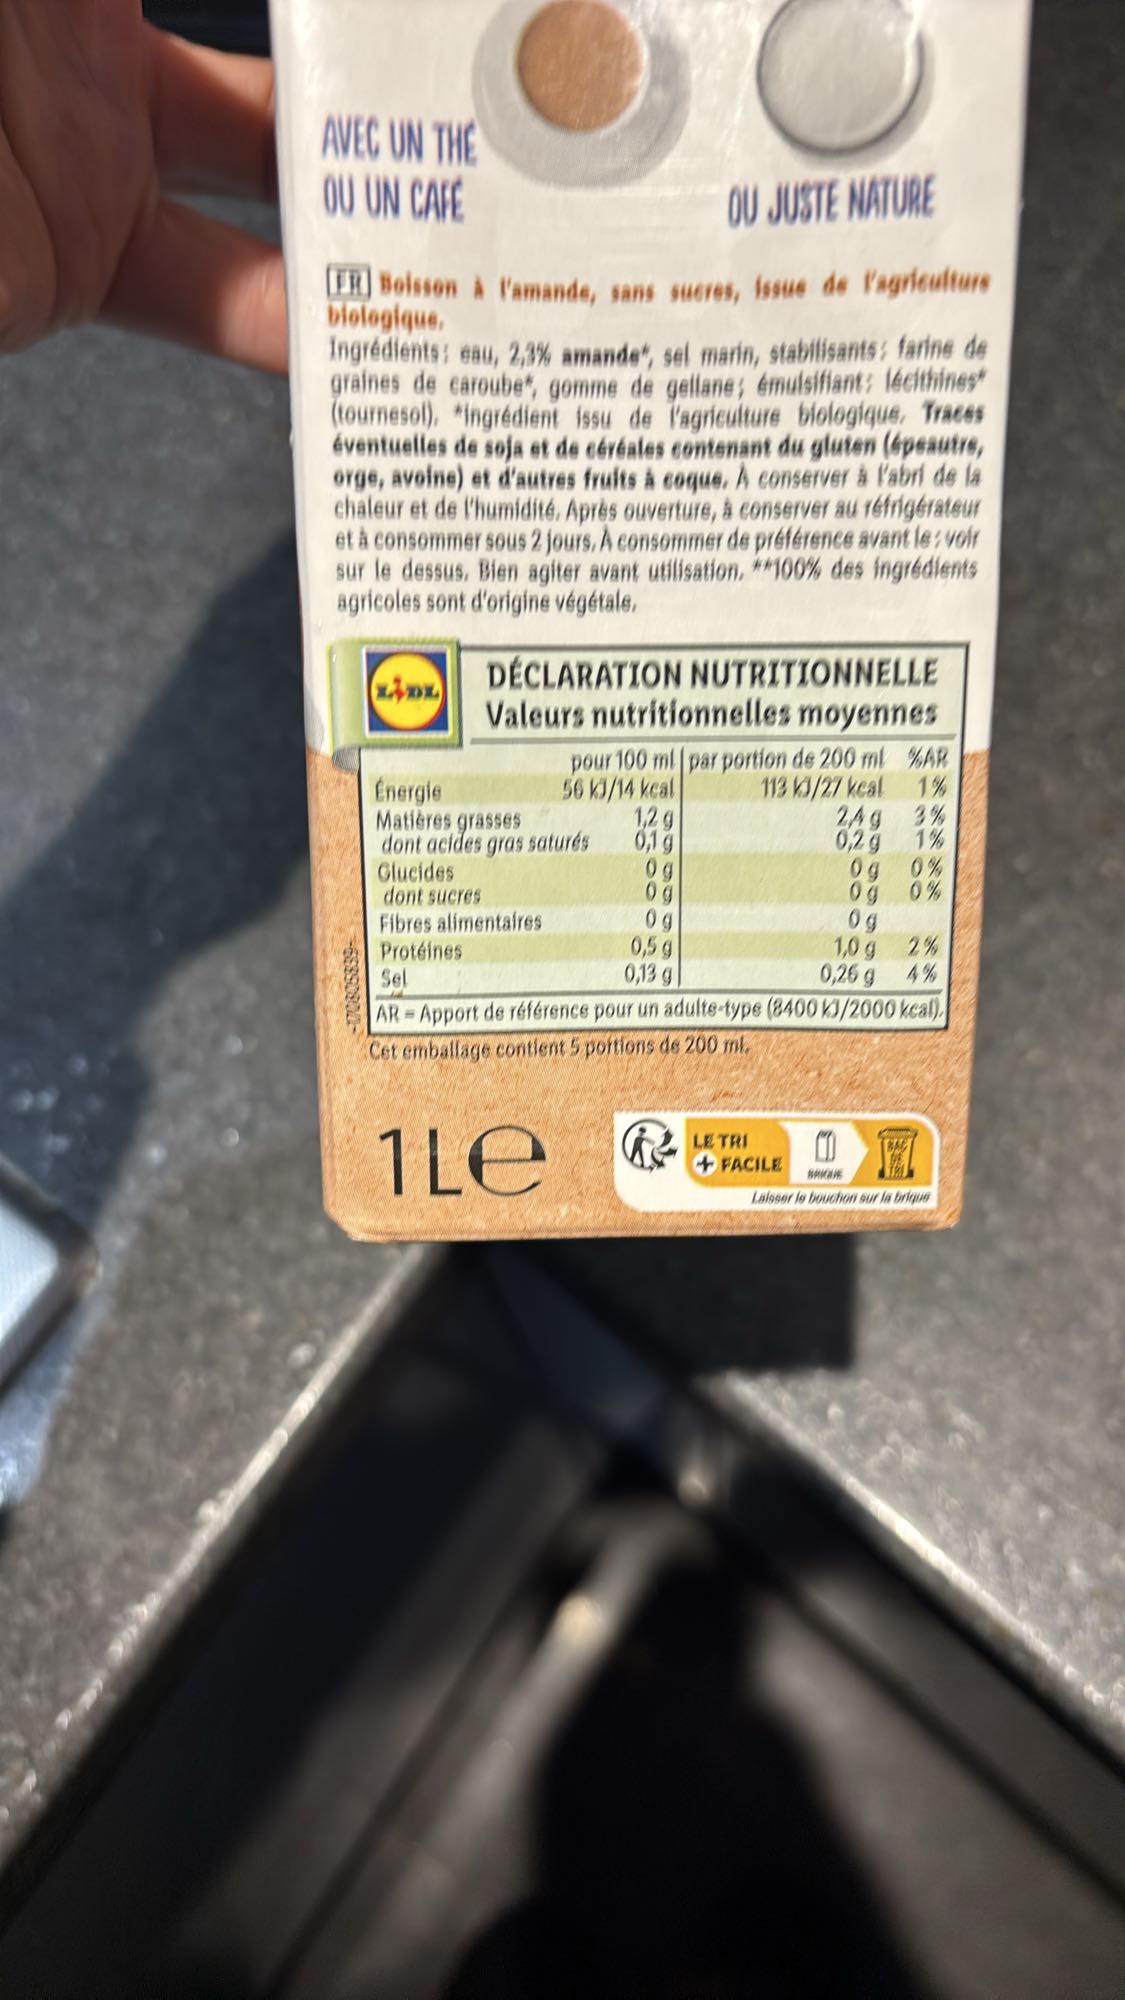 AVEC UN THÉ
OU UN CAFÉ
OU JUSTE NATURE
FR Boisson à l'amande, sans sucres, issue de l'agriculture
biologique.
Ingrédients: eau, 2,3% amande*, sel marin, stabilisants: farine de
graines de caroube*, gomme de gellane; émulsifiant: lécithines*
(tournesol). *ingrédient issu de l'agriculture biologique. Traces
éventuelles de soja et de céréales contenant du gluten (épeautre,
orge, avoine) et d'autres fruits à coque. À conserver à l'abri de la
chaleur et de l'humidité. Après ouverture, à conserver au réfrigérateur
et à consommer sous 2 jours. À consommer de préférence avant le: voir
sur le dessus. Bien agiter avant utilisation. **100% des ingrédients
agricoles sont d'origine végétale.
LIDL
DÉCLARATION NUTRITIONNELLE
Valeurs nutritionnelles moyennes
pour 100 ml par portion de 200 ml %AR
Énergie 56 kJ/14 kcal 113 kJ/27 kcal 1%
Matières grasses 1,2 g 2,4 g 3%
dont acides gras saturés 0,1 g 0,2 g 1%
Glucides 0 g 0 g 0%
dont sucres 0 g 0 g 0%
Fibres alimentaires 0 g 0 g
Protéines 0,5 g 1,0 g 2%
Sel 0,13 g 0,26 g 4%
AR = Apport de référence pour un adulte-type (8400 kJ/2000 kcal).
Cet emballage contient 5 portions de 200 ml.
1L e
LE TRI
+ FACILE
BRIQUE
BAC
DE
TRI
Laisser le bouchon sur la brique